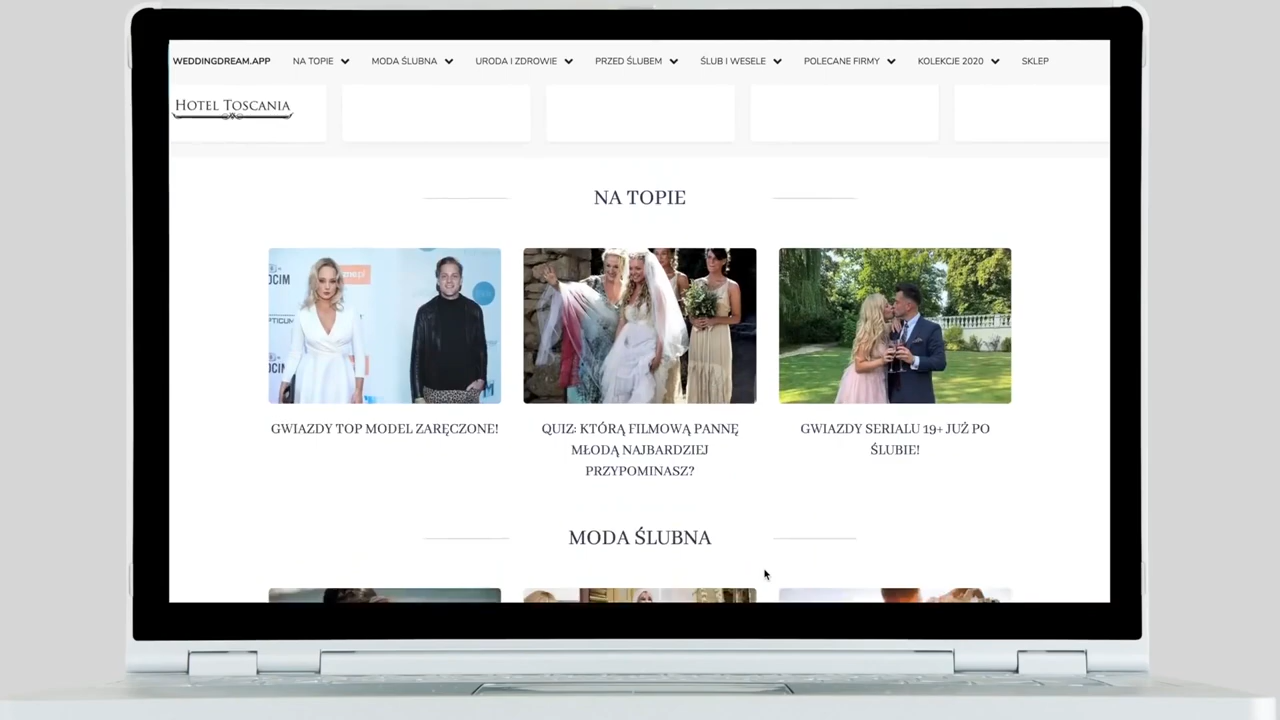 WEDDINGDREAM.APP NA TOPIE MODA ŚLUBNA URODA I ZDROWIE PRZED ŚLUBEM ŚLUB I WESELE POLECANE FIRMY KOLEKCJE 2020 SKLEP
HOTEL TOSCANIA
NA TOPIE
GWIAZDY TOP MODEL ZARĘCZONE!
QUIZ: KTÓRĄ FILMOWĄ PANNĘ
MŁODĄ NAJBARDZIEJ
PRZYPOMINASZ?
GWIAZDY SERIALU 19+ JUŻ PO
ŚLUBIE!
MODA ŚLUBNA